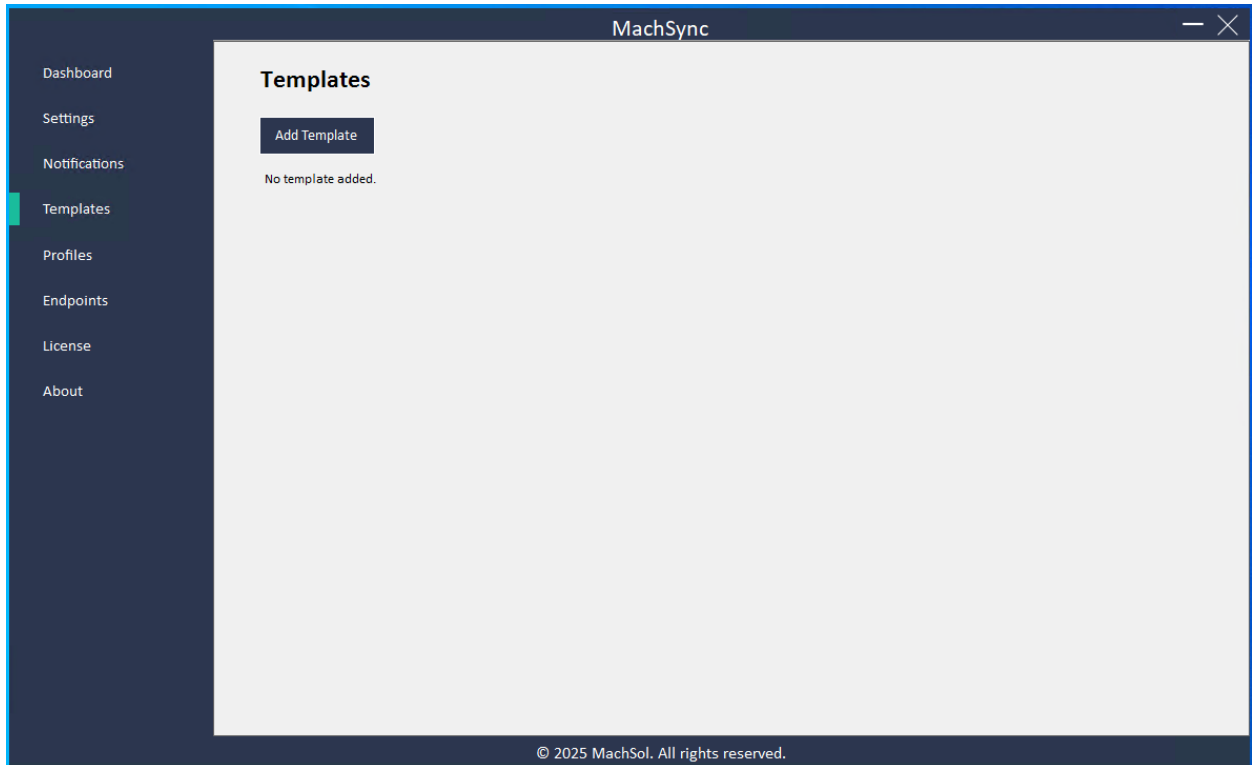 MachSync
Dashboard
Settings
Notifications
Templates
Profiles
Endpoints
License
About
Templates
Add Template
No template added.
© 2025 MachSol. All rights reserved.